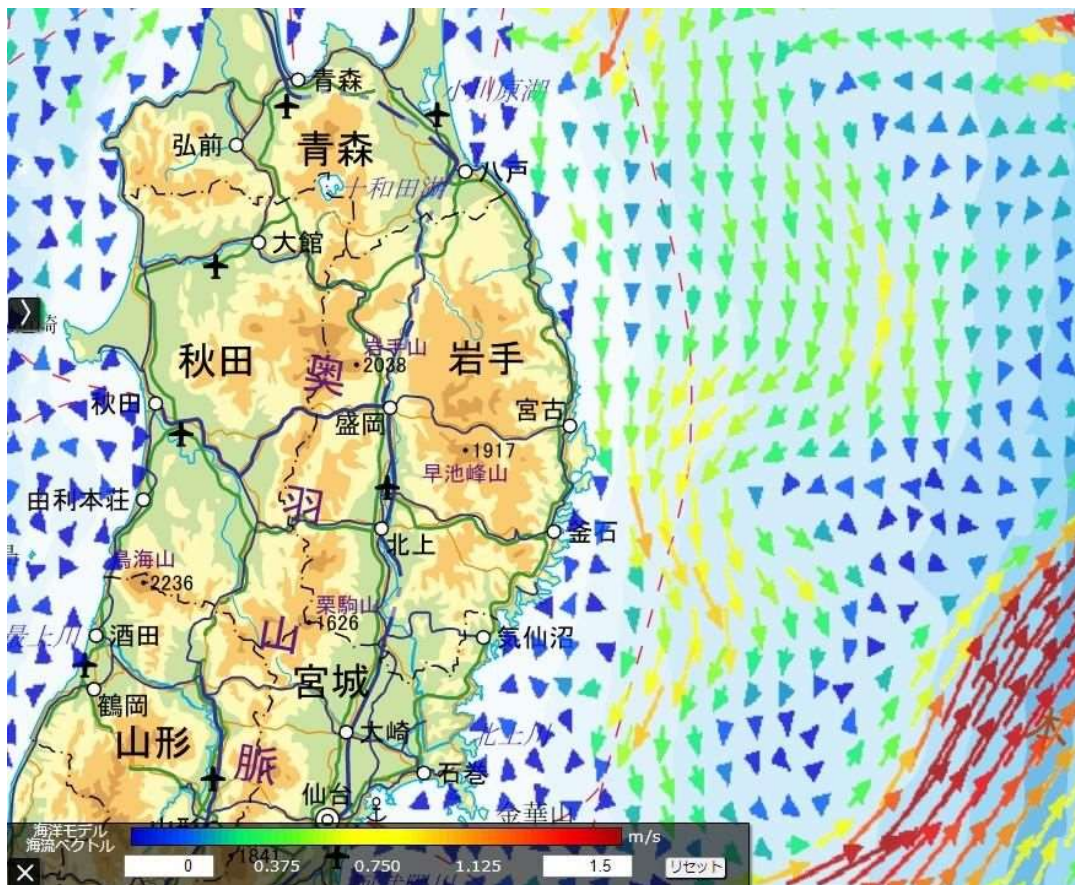 青森
小川原湖
弘前
青森
八戸
十和田湖
大館
秋田
岩手山
2038
岩手
奥
秋田
盛岡
宮古
1917
早池峰山
羽
由利本荘
北上
釜石
鳥海山
2236
栗駒山
1626
山
最上川
酒田
気仙沼
宮城
鶴岡
山形
大崎
北上川
脈
石巻
仙台
金華山
海洋モデル
海流ベクトル
m/s
0 0.375 0.750 1.125 1.5 リセット
1841